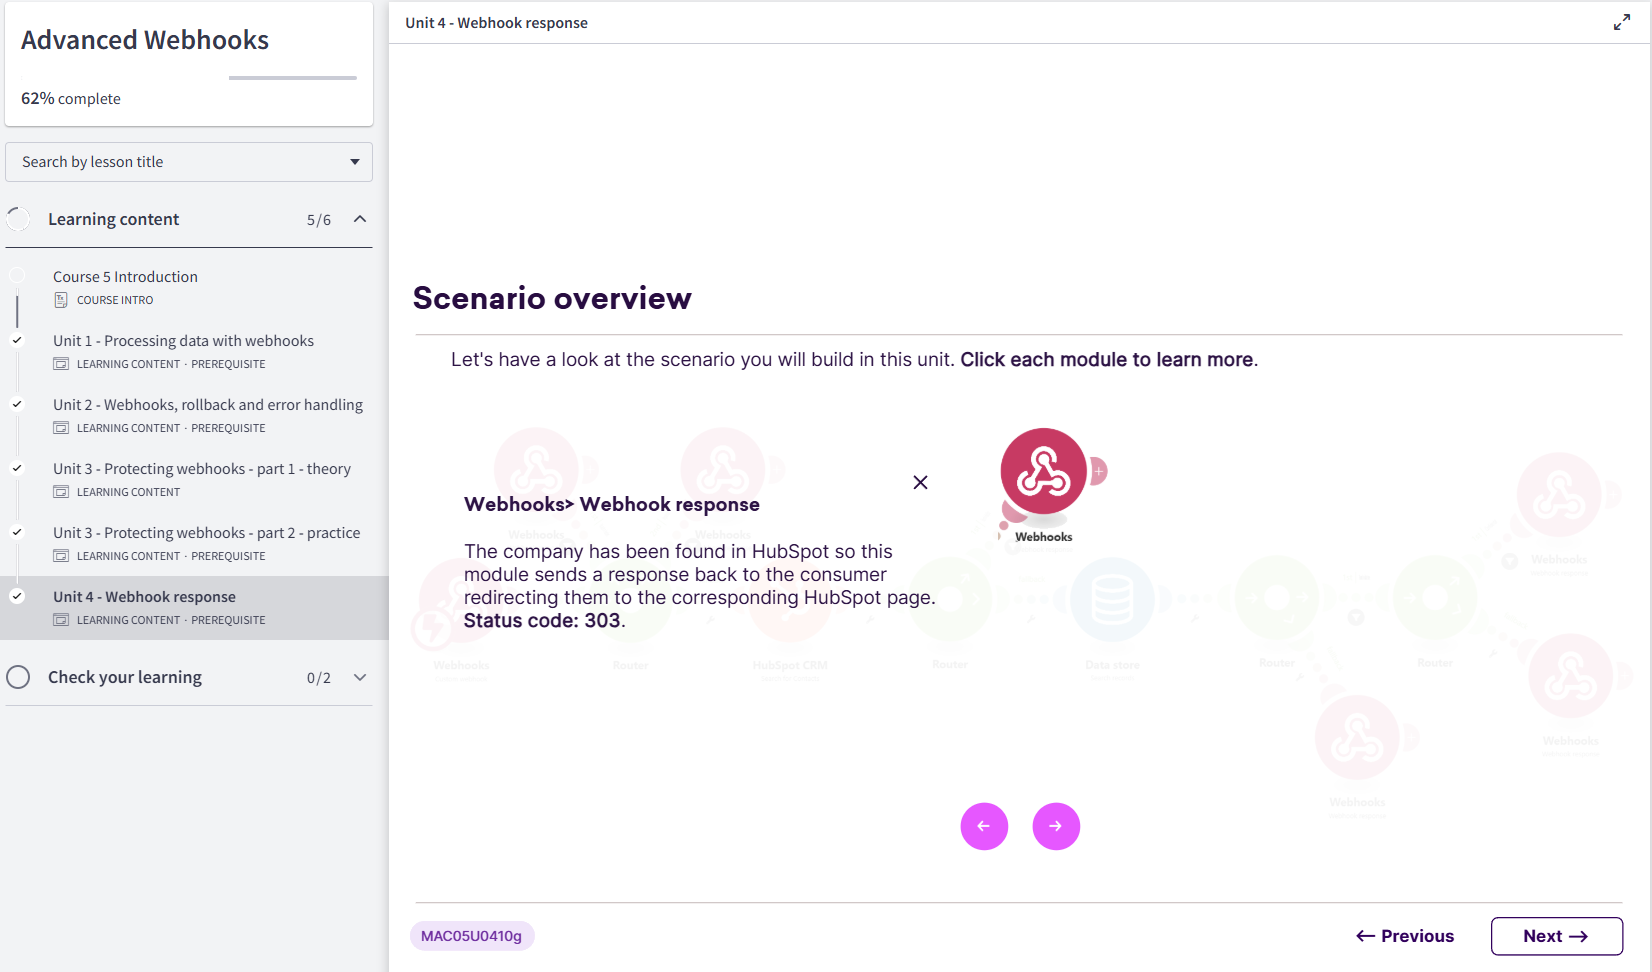 Advanced Webhooks
62% complete
Search by lesson title
Learning content 5/6
Course 5 Introduction
COURSE INTRO
Unit 1 - Processing data with webhooks
LEARNING CONTENT · PREREQUISITE
Unit 2 - Webhooks, rollback and error handling
LEARNING CONTENT · PREREQUISITE
Unit 3 - Protecting webhooks - part 1 - theory
LEARNING CONTENT
Unit 3 - Protecting webhooks - part 2 - practice
LEARNING CONTENT · PREREQUISITE
Unit 4 - Webhook response
LEARNING CONTENT · PREREQUISITE
Check your learning 0/2
Unit 4 - Webhook response
Scenario overview
Let's have a look at the scenario you will build in this unit. Click each module to learn more.
Webhooks> Webhook response
The company has been found in HubSpot so this
module sends a response back to the consumer
redirecting them to the corresponding HubSpot page.
Status code: 303.
Webhooks
Webhooks
Webhooks
Webhooks
Webhooks
Router
HubSpot CRM
Router
Data store
Router
Router
Webhooks
Webhooks
MAC05U0410g
← Previous
Next →